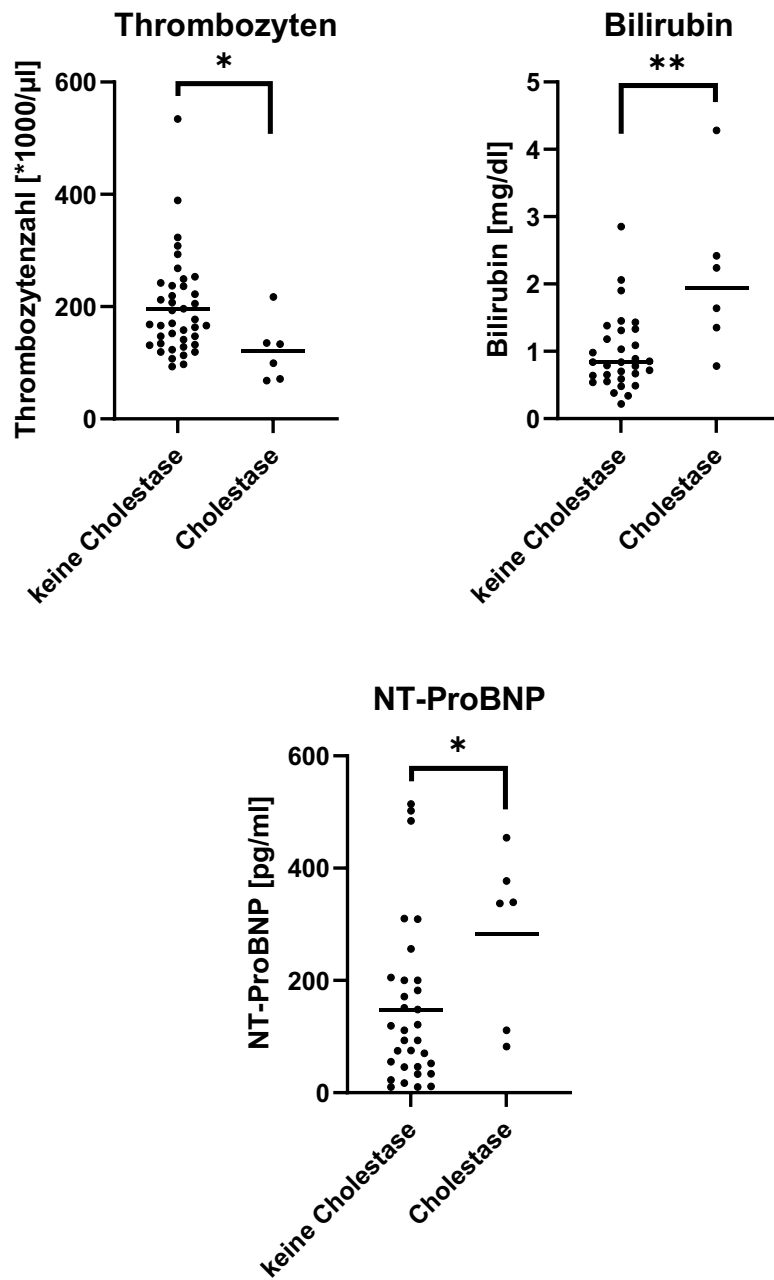 Thrombozyten
*
Thrombozytenzahl [*1000/µl]
600
400
200
0
keine Cholestase
Cholestase
Bilirubin
**
Bilirubin [mg/dl]
5
4
3
2
1
0
keine Cholestase
Cholestase
NT-ProBNP
*
NT-ProBNP [pg/ml]
600
400
200
0
keine Cholestase
Cholestase